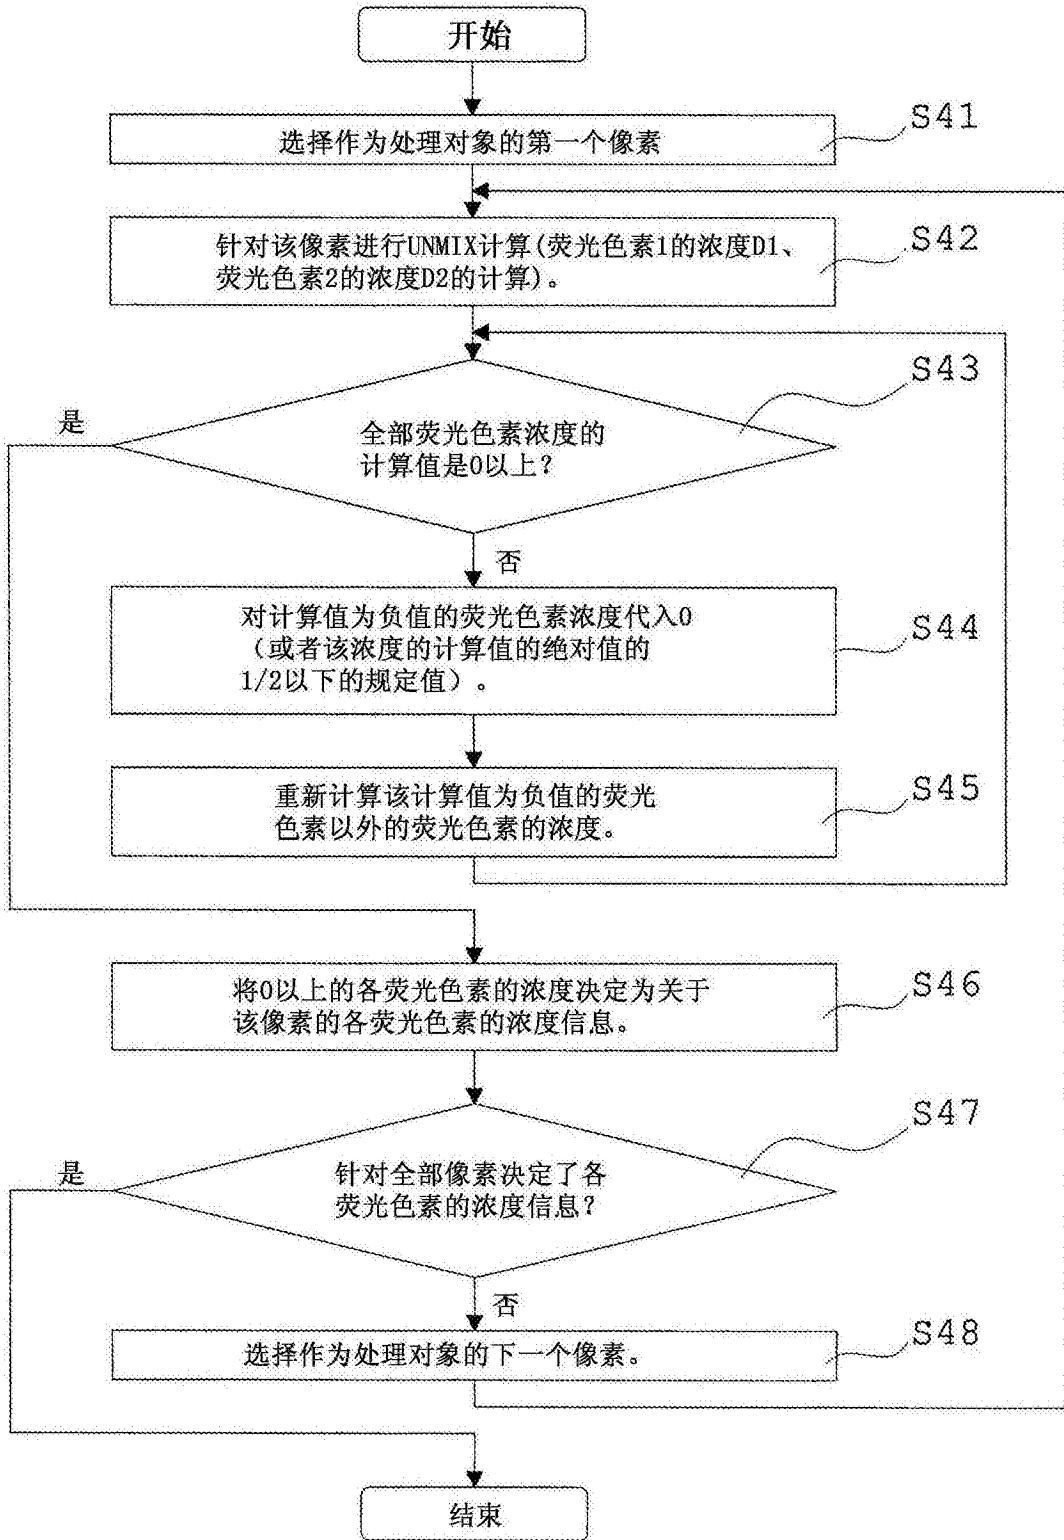 开始
选择作为处理对象的第一个像素
S41
针对该像素进行UNMIX计算(荧光色素1的浓度D1、
荧光色素2的浓度D2的计算)。
S42
S43
是
全部荧光色素浓度的
计算值是0以上?
否
对计算值为负值的荧光色素浓度代入0
(或者该浓度的计算值的绝对值的
1/2以下的规定值)。
S44
重新计算该计算值为负值的荧光
色素以外的荧光色素的浓度。
S45
将0以上的各荧光色素的浓度决定为关于
该像素的各荧光色素的浓度信息。
S46
S47
是
针对全部像素决定了各
荧光色素的浓度信息?
否
选择作为处理对象的下一个像素。
S48
结束